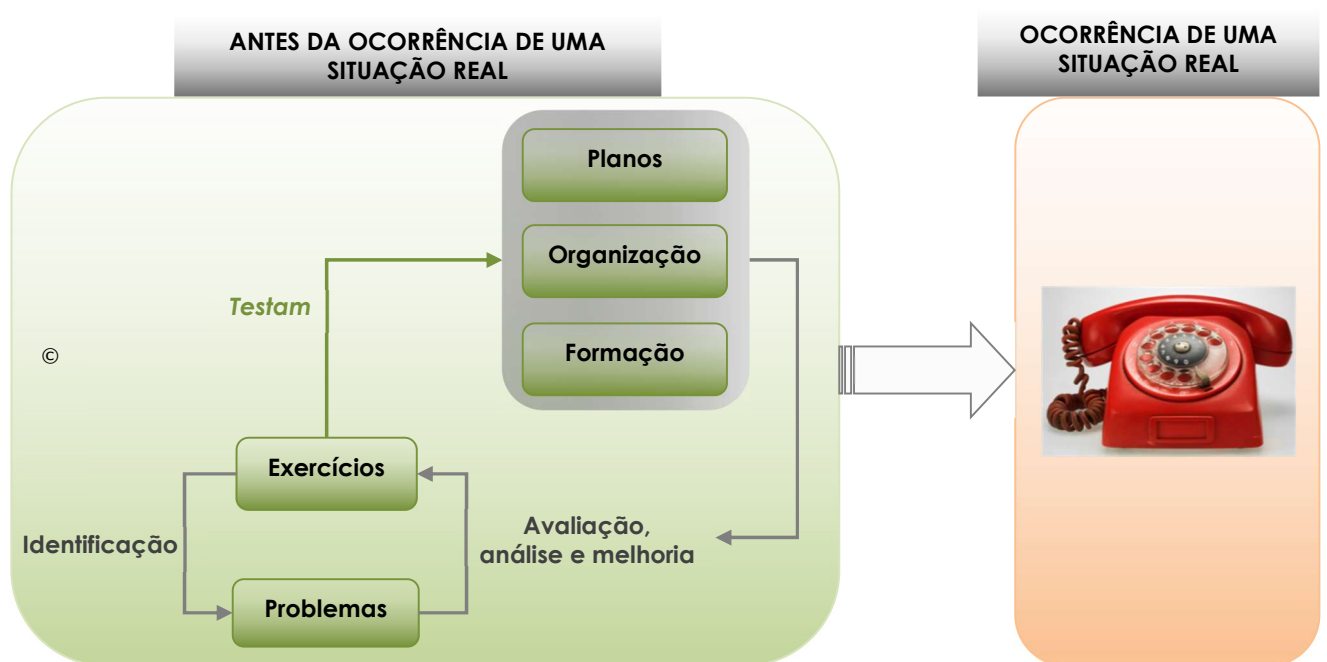 ANTES DA OCORRÊNCIA DE UMA
SITUAÇÃO REAL
OCORRÊNCIA DE UMA
SITUAÇÃO REAL
Planos
Organização
Formação
Testam
©
Exercícios
Identificação
Avaliação,
análise e melhoria
Problemas